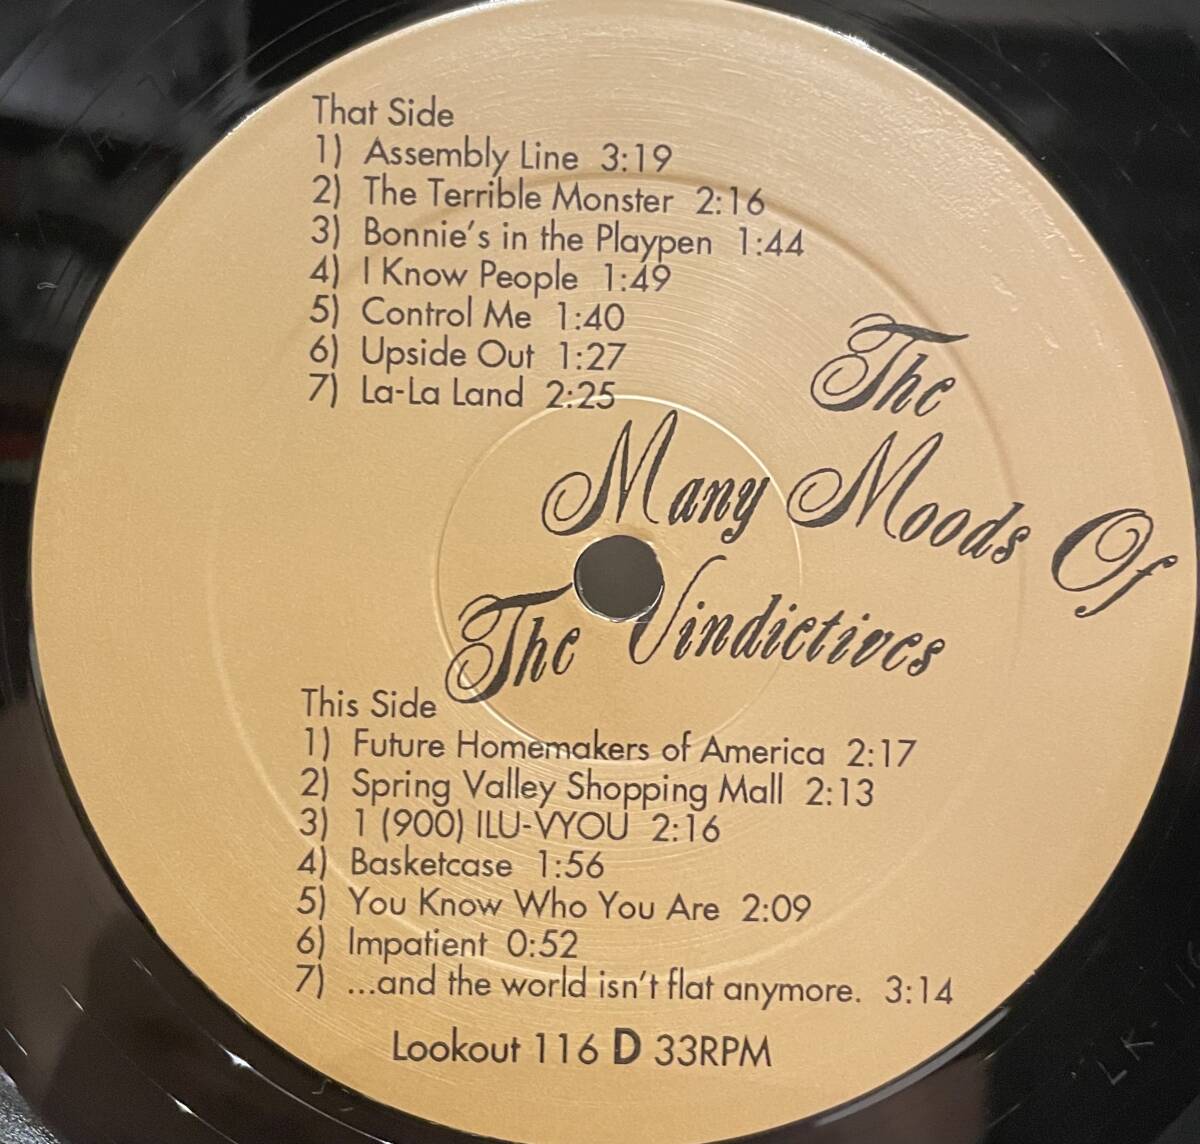 That Side
1) Assembly Line 3:19
2) The Terrible Monster 2:16
3) Bonnie's in the Playpen 1:44
4) I Know People 1:49
5) Control Me 1:40
6) Upside Out 1:27
7) La-La Land 2:25
The
Many Moods Of
The Vindictives
This Side
1) Future Homemakers of America 2:17
2) Spring Valley Shopping Mall 2:13
3) 1 (900) ILU-VYOU 2:16
4) Basketcase 1:56
5) You Know Who You Are 2:09
6) Impatient 0:52
7) ...and the world isn't flat anymore. 3:14
Lookout 116 D 33RPM